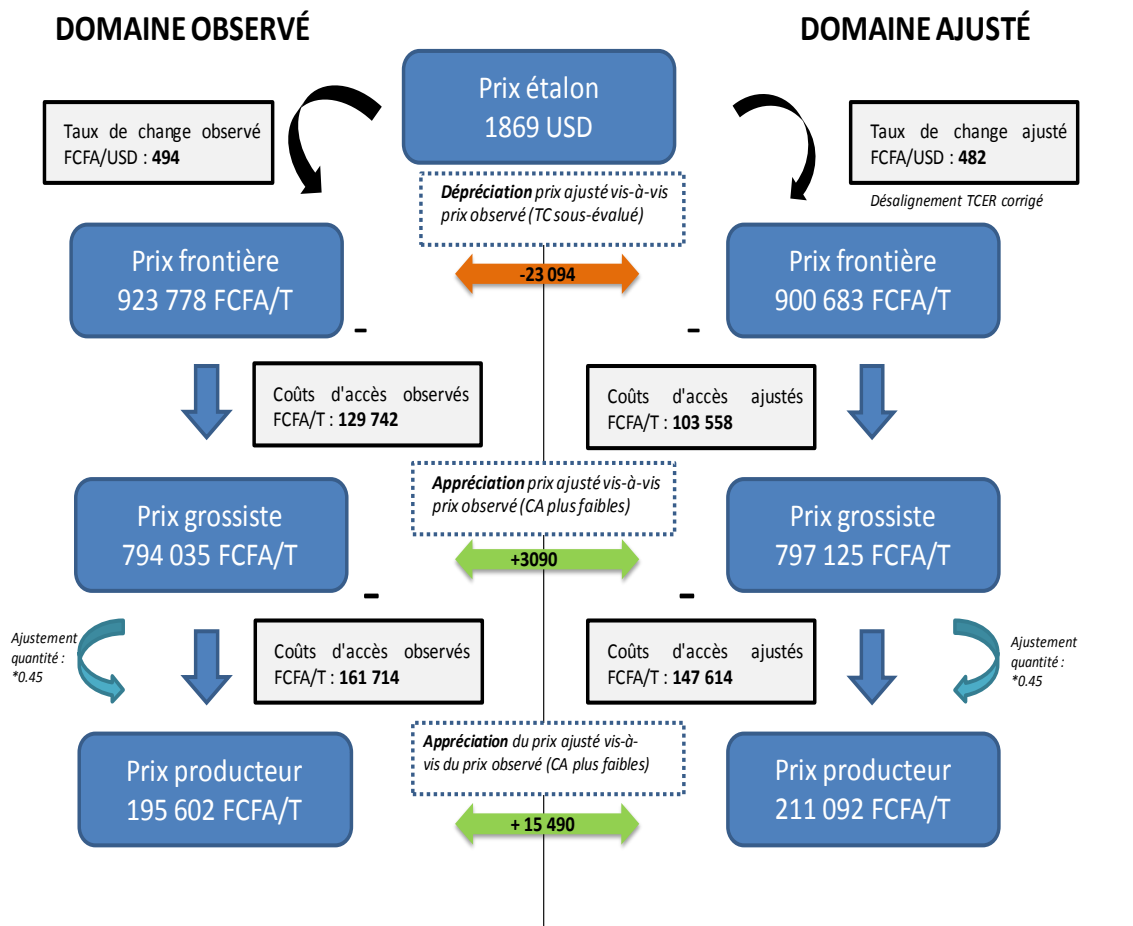 DOMAINE OBSERVÉ
DOMAINE AJUSTÉ
Prix étalon
1869 USD
Taux de change observé
FCFA/USD : 494
Taux de change ajusté
FCFA/USD : 482
Désalignement TCER corrigé
Dépréciation prix ajusté vis-à-vis
prix observé (TC sous-évalué)
Prix frontière
923 778 FCFA/T
-23 094
Prix frontière
900 683 FCFA/T
-
-
Coûts d'accès observés
FCFA/T : 129 742
Coûts d'accès ajustés
FCFA/T : 103 558
Appréciation prix ajusté vis-à-vis
prix observé (CA plus faibles)
Prix grossiste
794 035 FCFA/T
+3090
Prix grossiste
797 125 FCFA/T
-
-
Ajustement
quantité :
*0.45
Coûts d'accès observés
FCFA/T : 161 714
Coûts d'accès ajustés
FCFA/T : 147 614
Ajustement
quantité :
*0.45
Appréciation du prix ajusté vis-à-
vis du prix observé (CA plus faibles)
Prix producteur
195 602 FCFA/T
+ 15 490
Prix producteur
211 092 FCFA/T